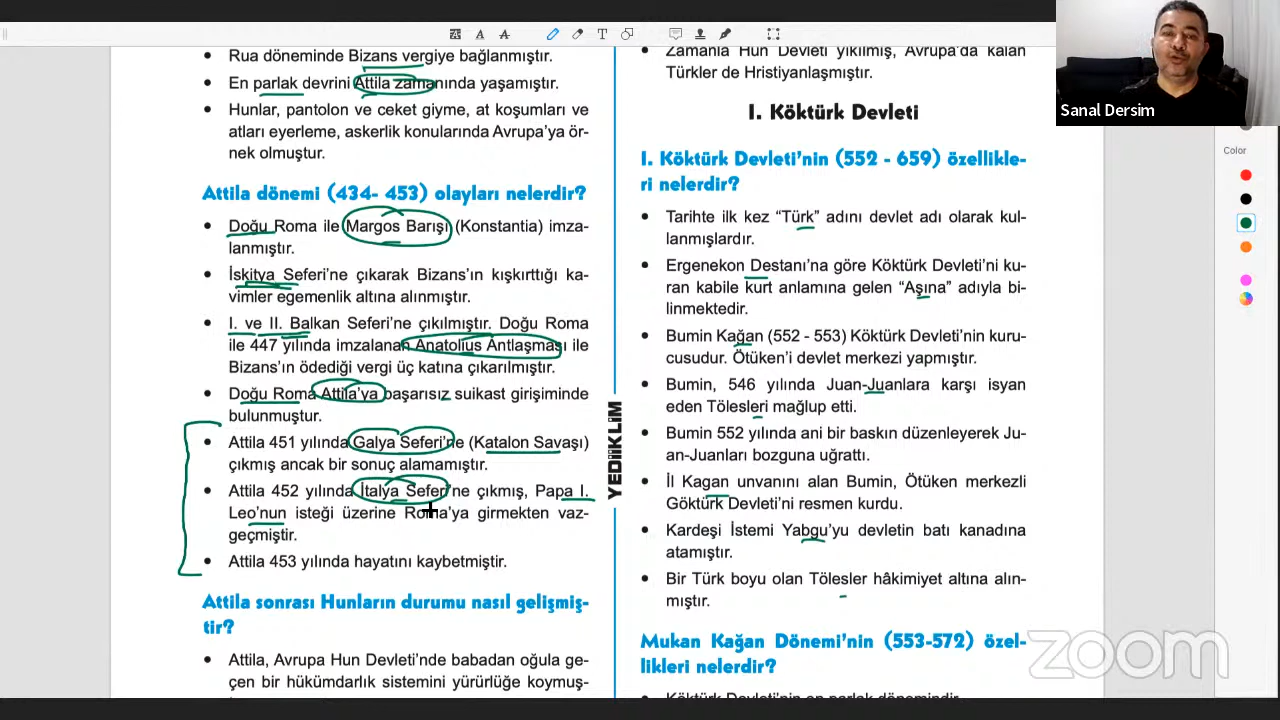 Rua döneminde Bizans vergiye bağlanmıştır.
En parlak devrini Attila zamanında yaşamıştır.
Hunlar, pantolon ve ceket giyme, at koşumları ve
atları eyerleme, askerlik konularında Avrupa'ya ör-
nek olmuştur.
Attila dönemi (434- 453) olayları nelerdir?
Doğu Roma ile Margos Barışı (Konstantia) imza-
lanmıştır.
İskitya Seferi'ne çıkarak Bizans'ın kışkırttığı ka-
vimler egemenlik altına alınmıştır.
I. ve II. Balkan Seferi'ne çıkılmıştır. Doğu Roma
ile 447 yılında imzalanan Anatolius Antlaşması ile
Bizans'ın ödediği vergi üç katına çıkarılmıştır.
Doğu Roma Attila'ya başarısız suikast girişiminde
bulunmuştur.
Attila 451 yılında Galya Seferi'ne (Katalon Savaşı)
çıkmış ancak bir sonuç alamamıştır.
Attila 452 yılında İtalya Seferi'ne çıkmış, Papa I.
Leo'nun isteği üzerine Roma'ya girmekten vaz-
geçmiştir.
Attila 453 yılında hayatını kaybetmiştir.
Attila sonrası Hunların durumu nasıl gelişmiş-
tir?
Attila, Avrupa Hun Devleti'nde babadan oğula ge-
çen bir hükümdarlık sistemini yürürlüğe koymuş-
YEDİİKLİM
Zamanla Hun Devleti yıkılmış, Avrupa'da kalan
Türkler de Hristiyanlaşmıştır.
I. Köktürk Devleti
I. Köktürk Devleti'nin (552 - 659) özellikle-
ri nelerdir?
Tarihte ilk kez “Türk” adını devlet adı olarak kul-
lanmışlardır.
Ergenekon Destanı'na göre Köktürk Devleti'ni ku-
ran kabile kurt anlamına gelen “Aşına” adıyla bi-
linmektedir.
Bumin Kağan (552 - 553) Köktürk Devleti'nin kuru-
cusudur. Ötüken'i devlet merkezi yapmıştır.
Bumin, 546 yılında Juan-Juanlara karşı isyan
eden Tölesleri mağlup etti.
Bumin 552 yılında ani bir baskın düzenleyerek Ju-
an-Juanları bozguna uğrattı.
İl Kagan unvanını alan Bumin, Ötüken merkezli
Göktürk Devleti'ni resmen kurdu.
Kardeşi İstemi Yabgu'yu devletin batı kanadına
atamıştır.
Bir Türk boyu olan Tölesler hâkimiyet altına alın-
mıştır.
Mukan Kağan Dönemi'nin (553-572) özel-
likleri nelerdir?
Köktürk Devleti'nin en parlak dönemidir.
Sanal Dersim
Color
zoom